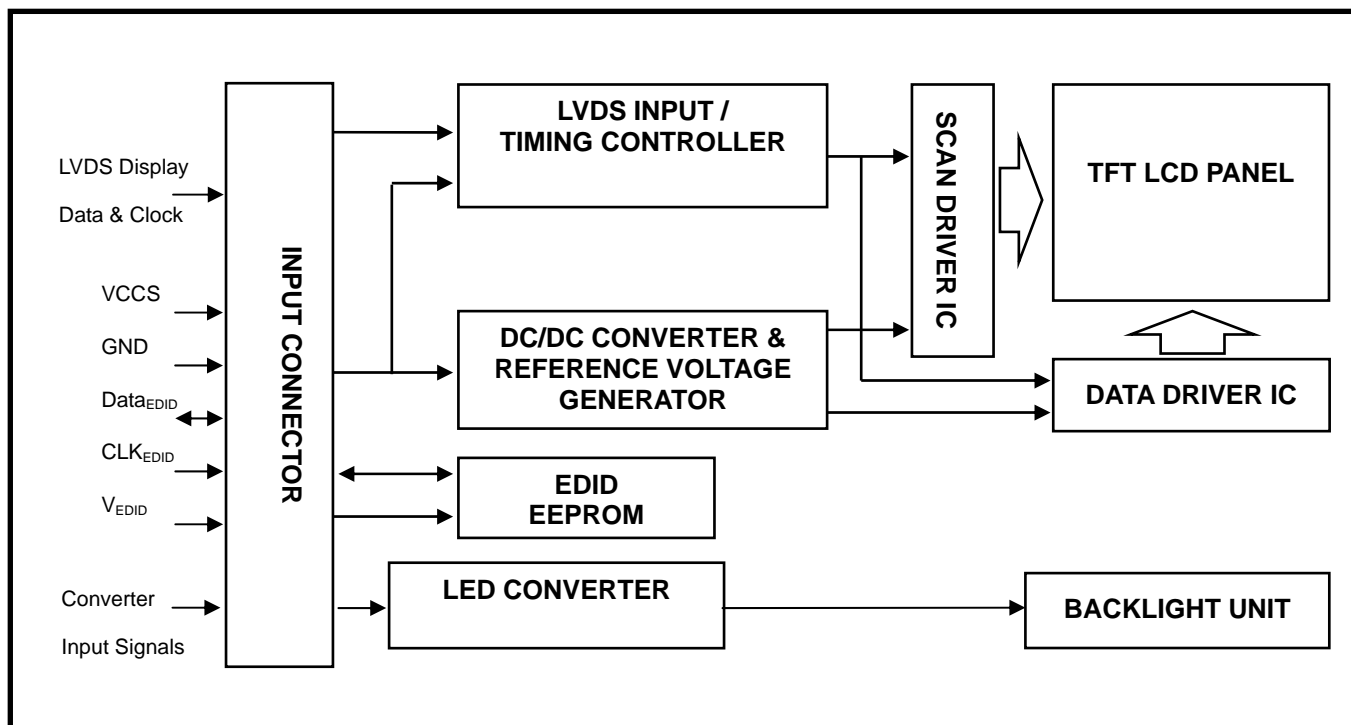 LVDS Display
Data & Clock
VCCS
GND
DataEDID
CLKEDID
VEDID
Converter
Input Signals
INPUT CONNECTOR
LVDS INPUT /
TIMING CONTROLLER
DC/DC CONVERTER &
REFERENCE VOLTAGE
GENERATOR
EDID
EEPROM
LED CONVERTER
SCAN DRIVER IC
TFT LCD PANEL
DATA DRIVER IC
BACKLIGHT UNIT